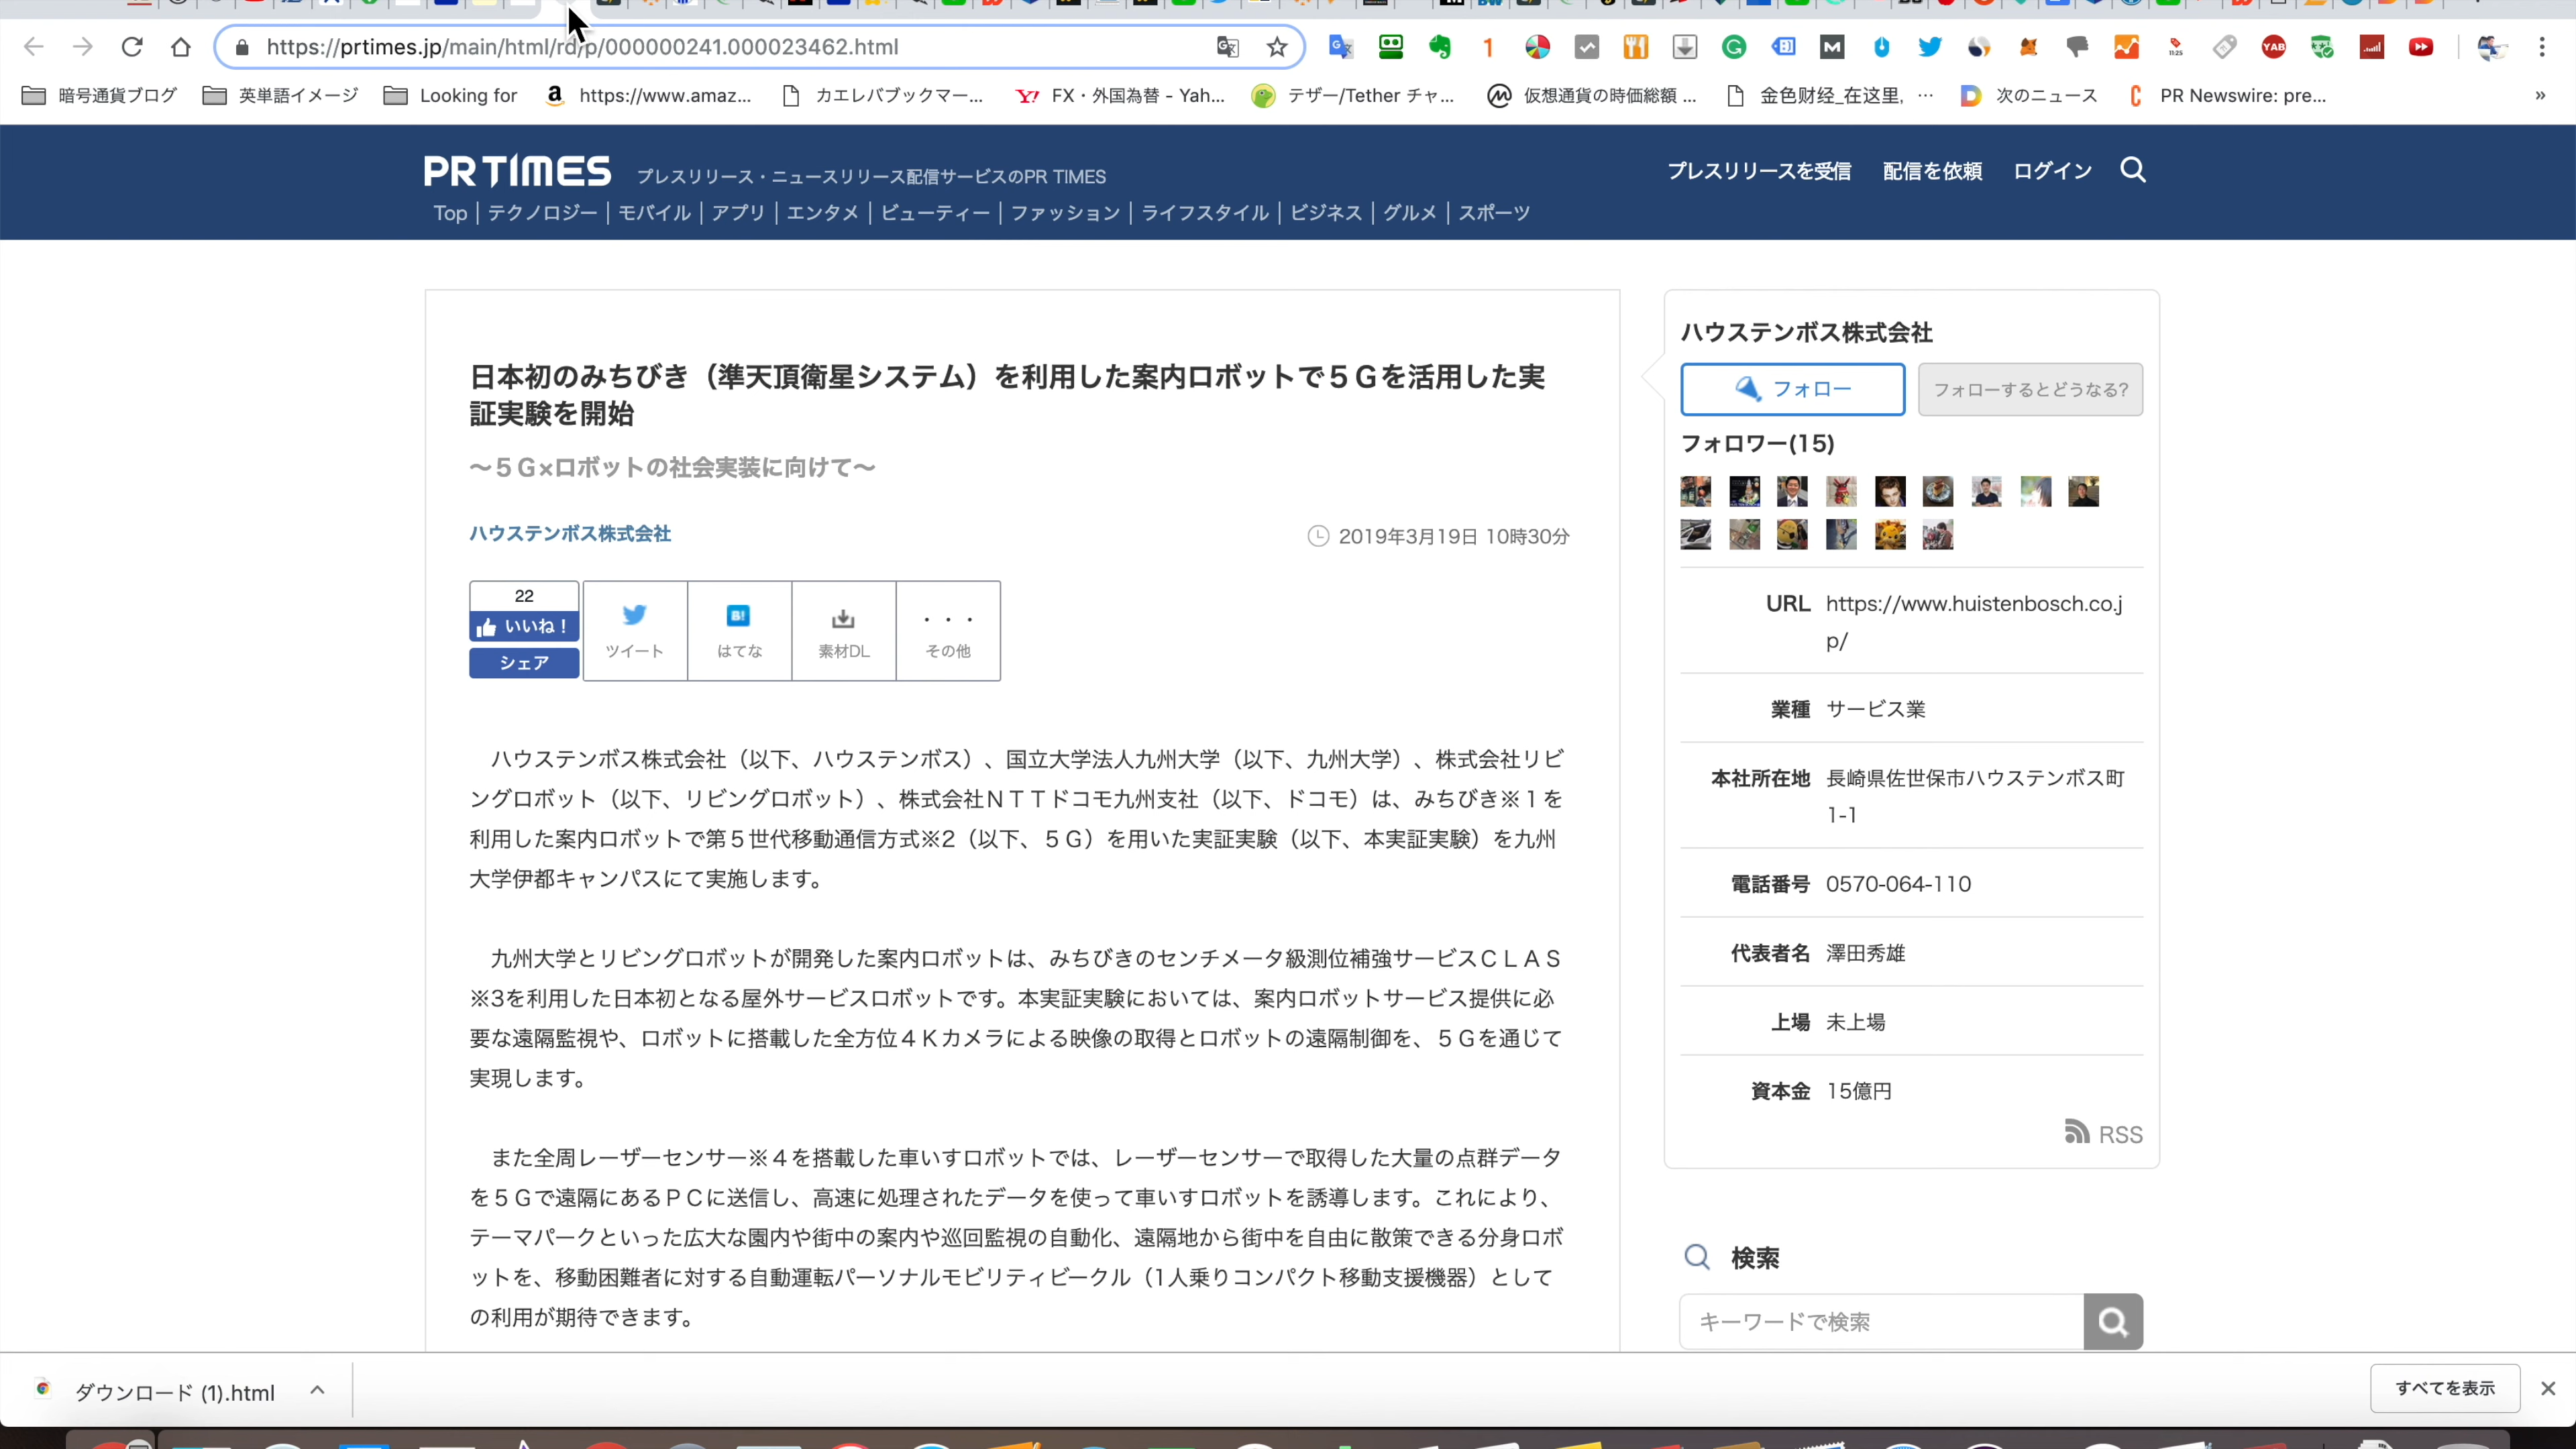 https://prtimes.jp/main/html/rd/p/000000241.000023462.html
暗号通貨ブログ 英単語イメージ Looking for https://www.amaz... カエレバブックマー... FX・外国為替 - Yah... テザー/Tether チャ... 仮想通貨の時価総額 ... 金色财经_在这里, … 次のニュース PR Newswire: pre... »
PR TIMES プレスリリース・ニュースリリース配信サービスのPR TIMES
プレスリリースを受信 配信を依頼 ログイン
Top | テクノロジー | モバイル | アプリ | エンタメ | ビューティー | ファッション | ライフスタイル | ビジネス | グルメ | スポーツ
日本初のみちびき（準天頂衛星システム）を利用した案内ロボットで５Gを活用した実
証実験を開始
～５G×ロボットの社会実装に向けて～
ハウステンボス株式会社
2019年3月19日 10時30分
22
いいね！
シェア
ツイート
B!
はてな
素材DL
・・・
その他
ハウステンボス株式会社（以下、ハウステンボス）、国立大学法人九州大学（以下、九州大学）、株式会社リビ
ングロボット（以下、リビングロボット）、株式会社ＮＴＴドコモ九州支社（以下、ドコモ）は、みちびき※１を
利用した案内ロボットで第５世代移動通信方式※2（以下、５Ｇ）を用いた実証実験（以下、本実証実験）を九州
大学伊都キャンパスにて実施します。
九州大学とリビングロボットが開発した案内ロボットは、みちびきのセンチメータ級測位補強サービスＣＬＡＳ
※3を利用した日本初となる屋外サービスロボットです。本実証実験においては、案内ロボットサービス提供に必
要な遠隔監視や、ロボットに搭載した全方位４Ｋカメラによる映像の取得とロボットの遠隔制御を、５Ｇを通じて
実現します。
また全周レーザーセンサー※４を搭載した車いすロボットでは、レーザーセンサーで取得した大量の点群データ
を５Ｇで遠隔にあるＰＣに送信し、高速に処理されたデータを使って車いすロボットを誘導します。これにより、
テーマパークといった広大な園内や街中の案内や巡回監視の自動化、遠隔地から街中を自由に散策できる分身ロボ
ットを、移動困難者に対する自動運転パーソナルモビリティビークル（1人乗りコンパクト移動支援機器）として
の利用が期待できます。
ハウステンボス株式会社
フォロー
フォローするとどうなる?
フォロワー(15)
URL https://www.huistenbosch.co.j
p/
業種 サービス業
本社所在地 長崎県佐世保市ハウステンボス町
1-1
電話番号 0570-064-110
代表者名 澤田秀雄
上場 未上場
資本金 15億円
RSS
検索
キーワードで検索
ダウンロード (1).html
すべてを表示